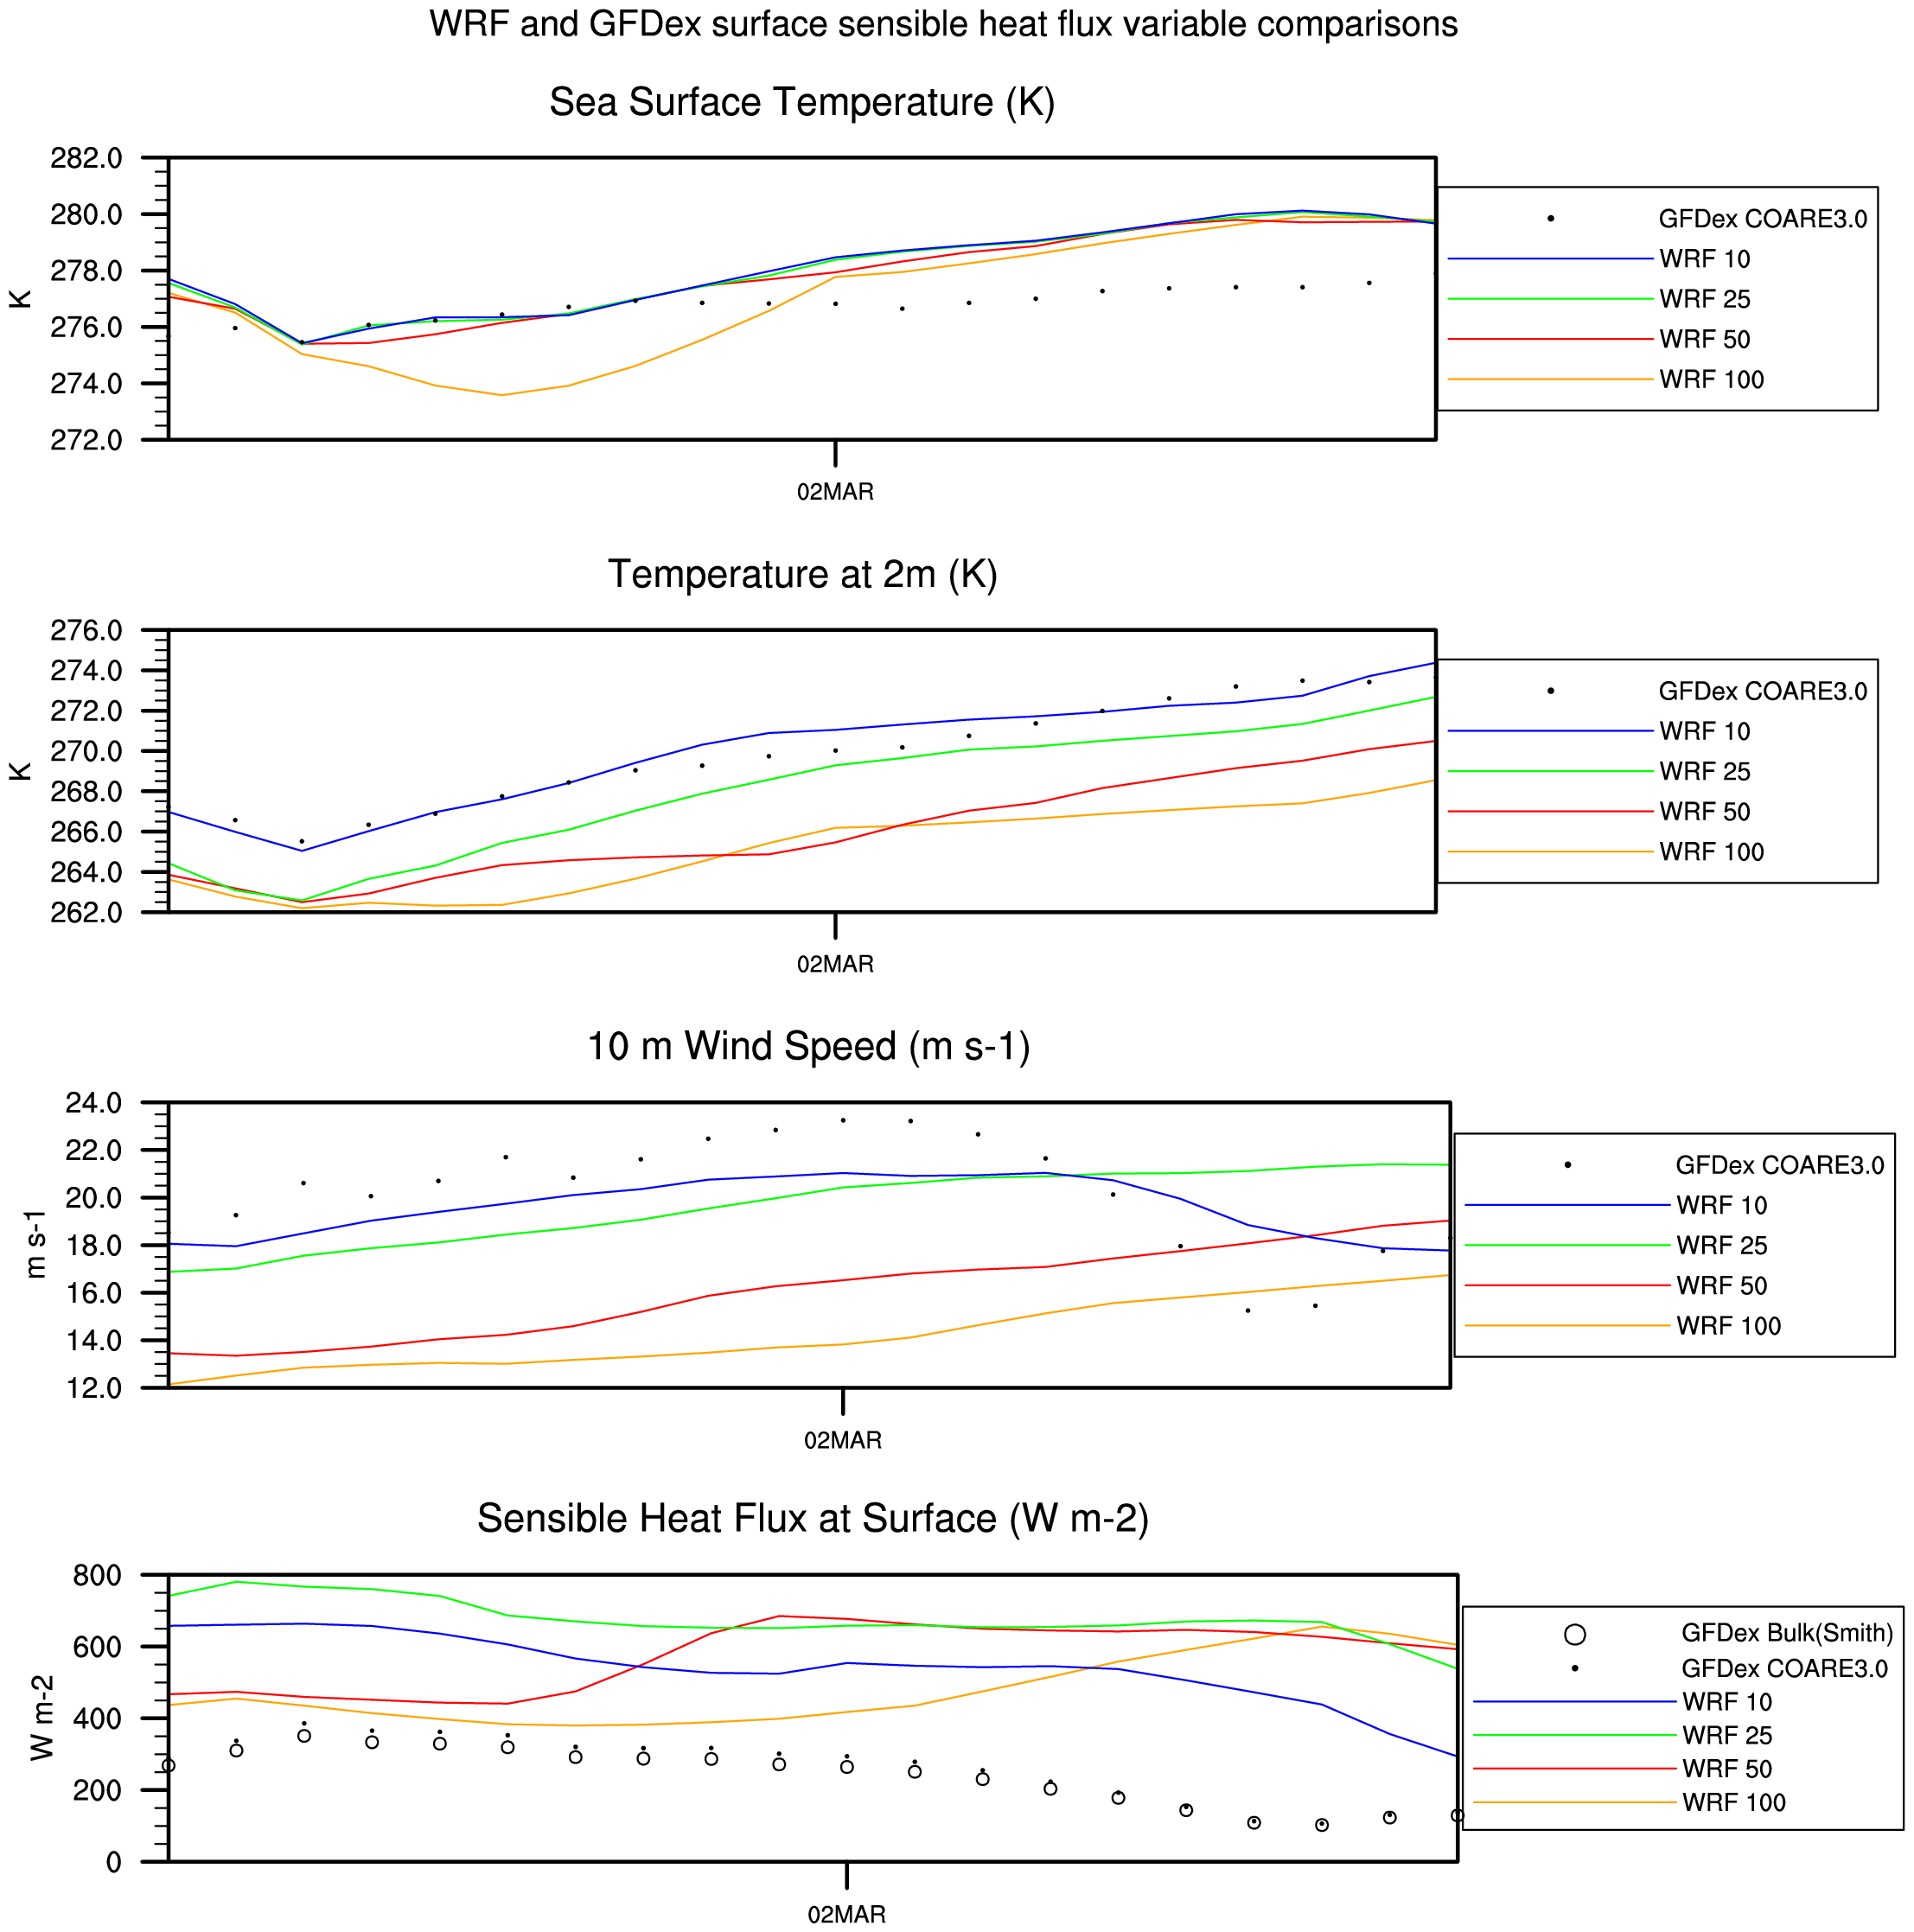 WRF and GFDex surface sensible heat flux variable comparisons
Sea Surface Temperature (K)
282.0
280.0
278.0
276.0
274.0
272.0
K
02MAR
GFDex COARE3.0
WRF 10
WRF 25
WRF 50
WRF 100
Temperature at 2m (K)
276.0
274.0
272.0
270.0
268.0
266.0
264.0
262.0
K
02MAR
GFDex COARE3.0
WRF 10
WRF 25
WRF 50
WRF 100
10 m Wind Speed (m s-1)
24.0
22.0
20.0
18.0
16.0
14.0
12.0
m s-1
02MAR
GFDex COARE3.0
WRF 10
WRF 25
WRF 50
WRF 100
Sensible Heat Flux at Surface (W m-2)
800
600
400
200
0
W m-2
02MAR
GFDex Bulk(Smith)
GFDex COARE3.0
WRF 10
WRF 25
WRF 50
WRF 100